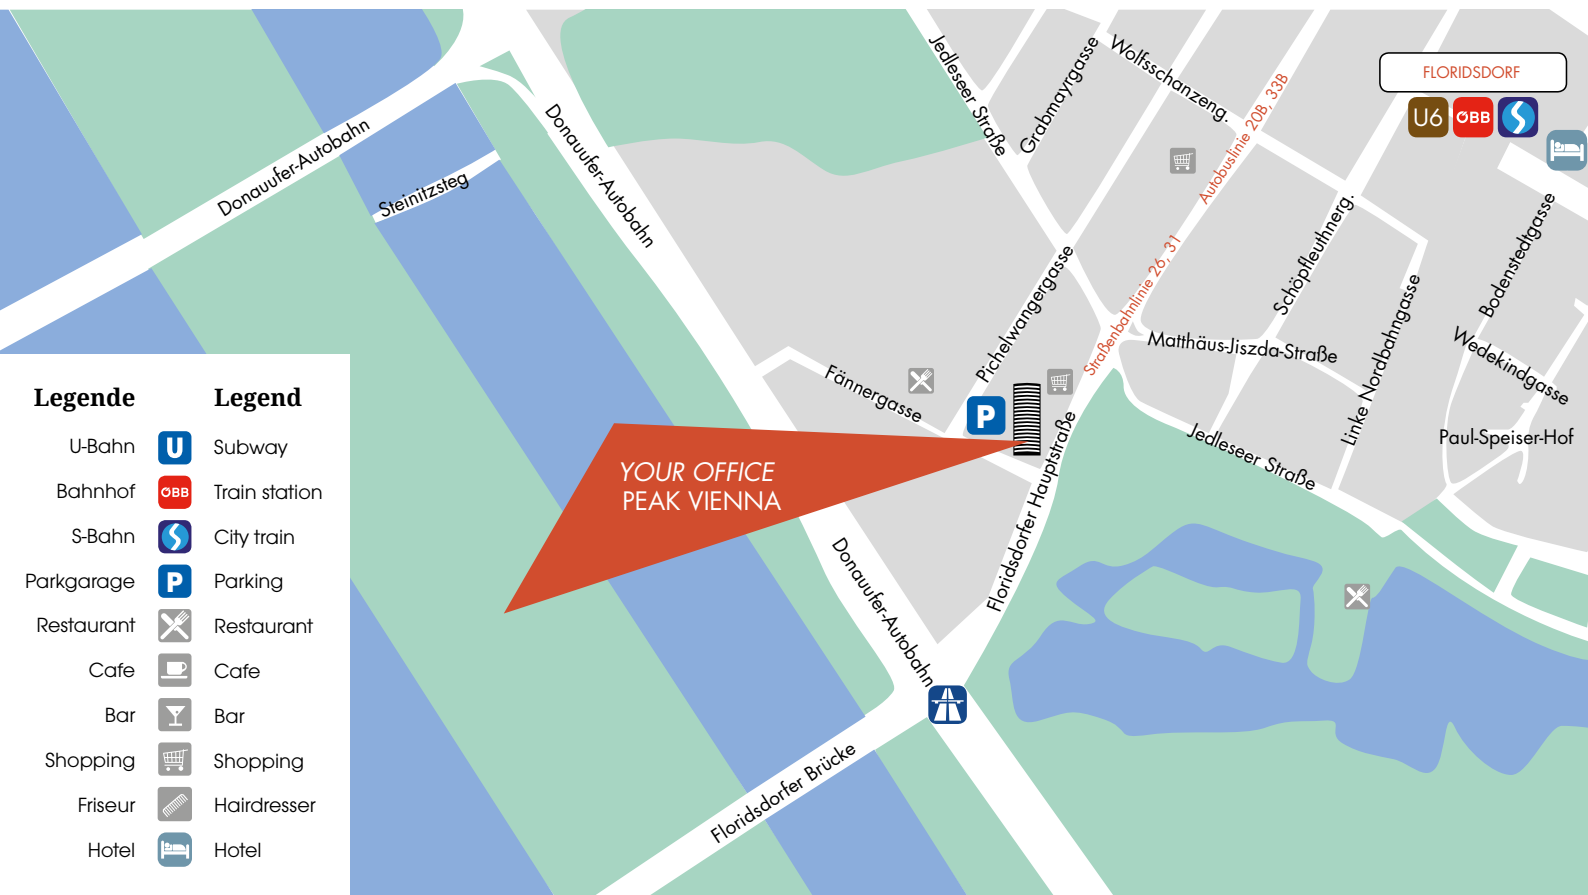 Donauufer-Autobahn
Steinitzsteg
Donauufer-Autobahn
Jedleseer Straße
Grabmayrgasse
Wolfsschanzeng.
Autobuslinie 20B, 33B
Straßenbahnlinie 26, 31
FLORIDSDORF
U6
ÖBB
S
Schöpfleuthnerg.
Bodenstedtgasse
Pichelwangergasse
Matthäus-Jiszda-Straße
Linke Nordbahngasse
Wedekindgasse
Fännergasse
P
Paul-Speiser-Hof
Jedleseer Straße
Floridsdorfer Hauptstraße
YOUR OFFICE
PEAK VIENNA
Donauufer-Autobahn
Floridsdorfer Brücke
Legende Legend
U-Bahn U Subway
Bahnhof ÖBB Train station
S-Bahn S City train
Parkgarage P Parking
Restaurant Restaurant
Cafe Cafe
Bar Bar
Shopping Shopping
Friseur Hairdresser
Hotel Hotel